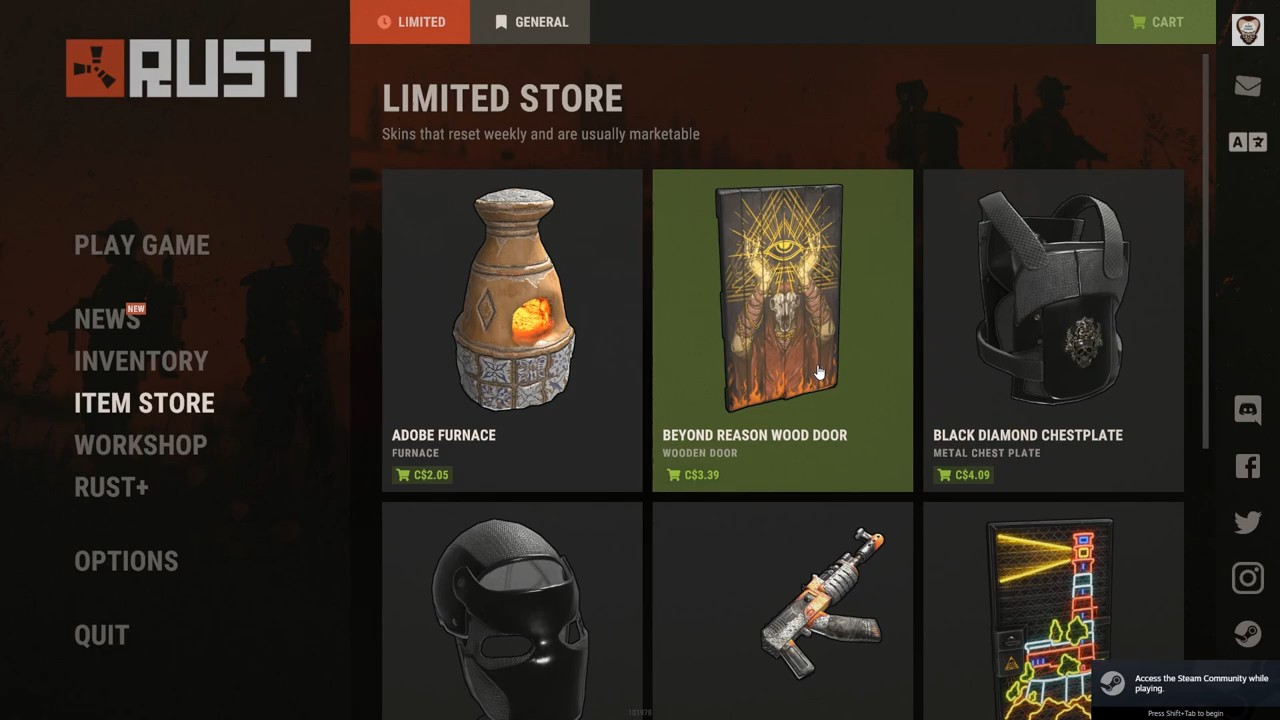 LIMITED
GENERAL
CART
RUST
LIMITED STORE
Skins that reset weekly and are usually marketable
PLAY GAME
NEWS
NEW
INVENTORY
ITEM STORE
WORKSHOP
RUST+
OPTIONS
QUIT
ADOBE FURNACE
FURNACE
C$2.05
BEYOND REASON WOOD DOOR
WOODEN DOOR
C$3.39
BLACK DIAMOND CHESTPLATE
METAL CHEST PLATE
C$4.09
A文
Access the Steam Community while
playing.
Press Shift+Tab to begin
101978